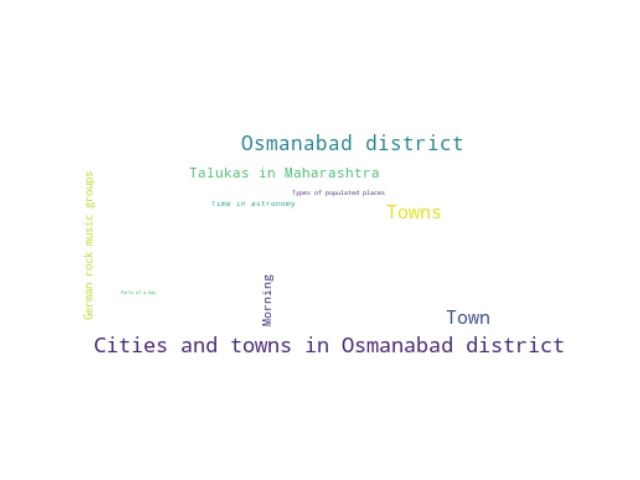 Osmanabad district
Talukas in Maharashtra
Types of populated places
Time in astronomy
Towns
German rock music groups
Parts of a day
Morning
Town
Cities and towns in Osmanabad district